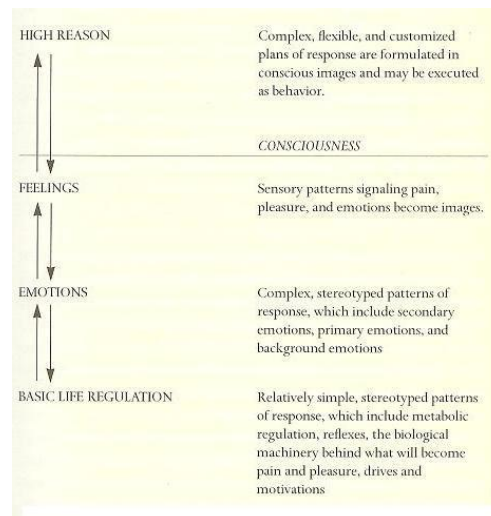 HIGH REASON
Complex, flexible, and customized
plans of response are formulated in
conscious images and may be executed
as behavior.
CONSCIOUSNESS
FEELINGS
Sensory patterns signaling pain,
pleasure, and emotions become images.
EMOTIONS
Complex, stereotyped patterns of
response, which include secondary
emotions, primary emotions, and
background emotions
BASIC LIFE REGULATION
Relatively simple, stereotyped patterns
of response, which include metabolic
regulation, reflexes, the biological
machinery behind what will become
pain and pleasure, drives and
motivations